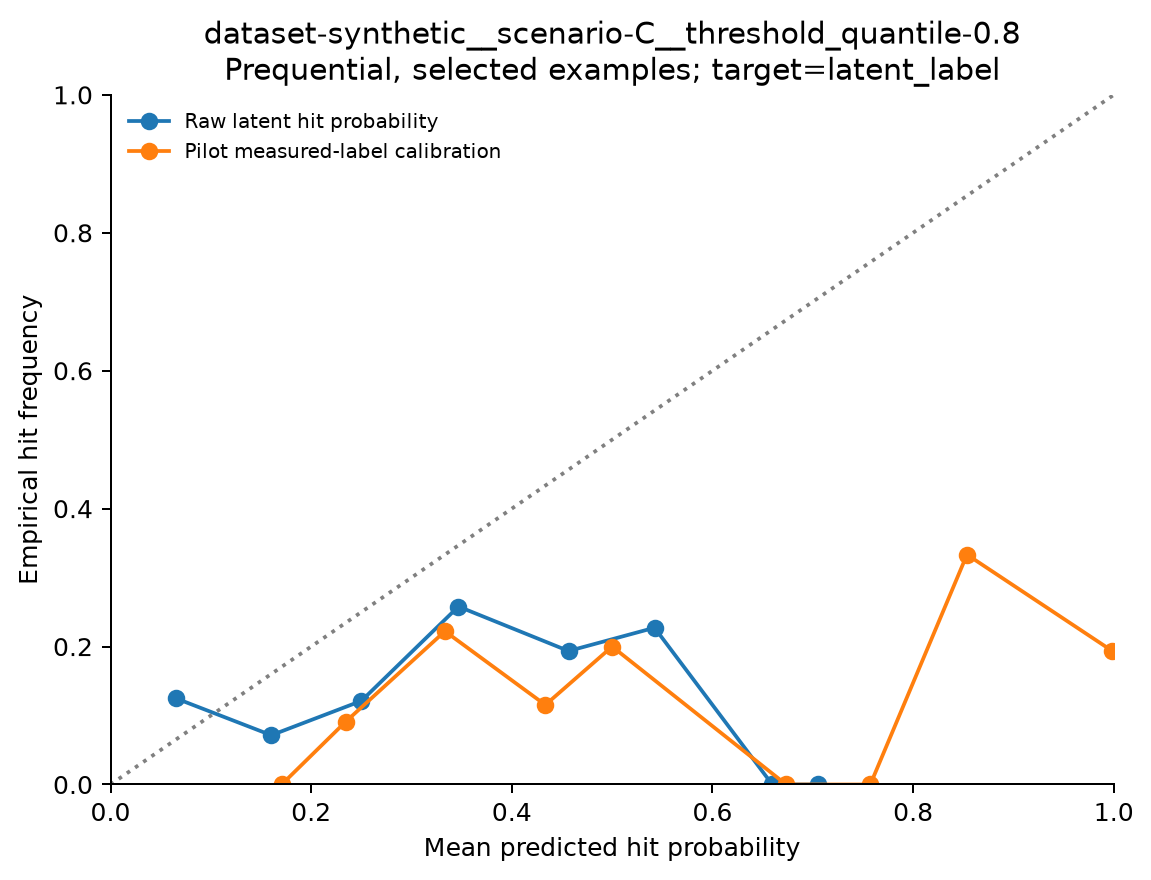 dataset-synthetic__scenario-C__threshold_quantile-0.8
Prequential, selected examples; target=latent_label
Raw latent hit probability
Pilot measured-label calibration
Empirical hit frequency
1.0
0.8
0.6
0.4
0.2
0.0
0.0 0.2 0.4 0.6 0.8 1.0
Mean predicted hit probability